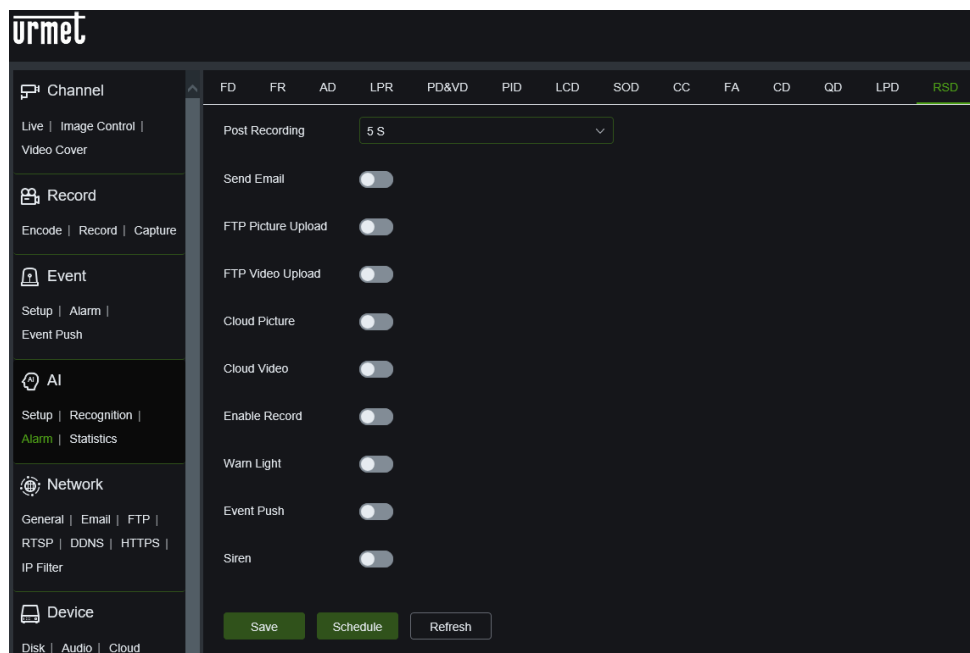 urmet
Channel
Live | Image Control |
Video Cover
Record
Encode | Record | Capture
Event
Setup | Alarm |
Event Push
AI
Setup | Recognition |
Alarm | Statistics
Network
General | Email | FTP |
RTSP | DDNS | HTTPS |
IP Filter
Device
Disk | Audio | Cloud
FD FR AD LPR PD&VD PID LCD SOD CC FA CD QD LPD RSD
Post Recording 5 S
Send Email
FTP Picture Upload
FTP Video Upload
Cloud Picture
Cloud Video
Enable Record
Warn Light
Event Push
Siren
Save Schedule Refresh